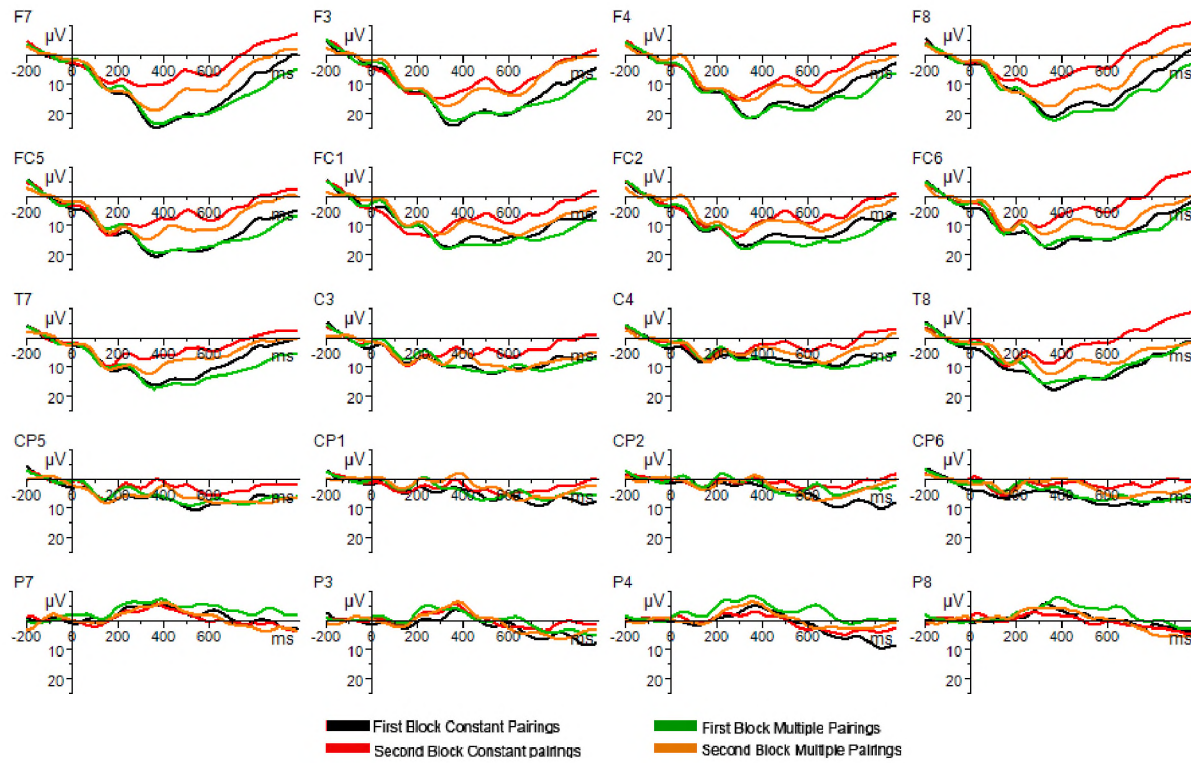 F7 F3 F4 F8
µV µV µV µV
-200 0 200 400 600 -200 0 200 400 600 -200 0 200 400 600 -200 0 200 400 600
ms ms ms ms
10 10 10 10
20 20 20 20
FC5 FC1 FC2 FC6
µV µV µV µV
-200 0 200 400 600 -200 0 200 400 600 -200 0 200 400 600 -200 0 200 400 600
ms ms ms ms
10 10 10 10
20 20 20 20
T7 C3 C4 T8
µV µV µV µV
-200 0 200 400 600 -200 0 200 400 600 -200 0 200 400 600 -200 0 200 400 600
ms ms ms ms
10 10 10 10
20 20 20 20
CP5 CP1 CP2 CP6
µV µV µV µV
-200 0 200 400 600 -200 0 200 400 600 -200 0 200 400 600 -200 0 200 400 600
ms ms ms ms
10 10 10 10
20 20 20 20
P7 P3 P4 P8
µV µV µV µV
-200 0 200 400 600 -200 0 200 400 600 -200 0 200 400 600 -200 0 200 400 600
ms ms ms ms
10 10 10 10
20 20 20 20
First Block Constant Pairings First Block Multiple Pairings
Second Block Constant pairings Second Block Multiple Pairings